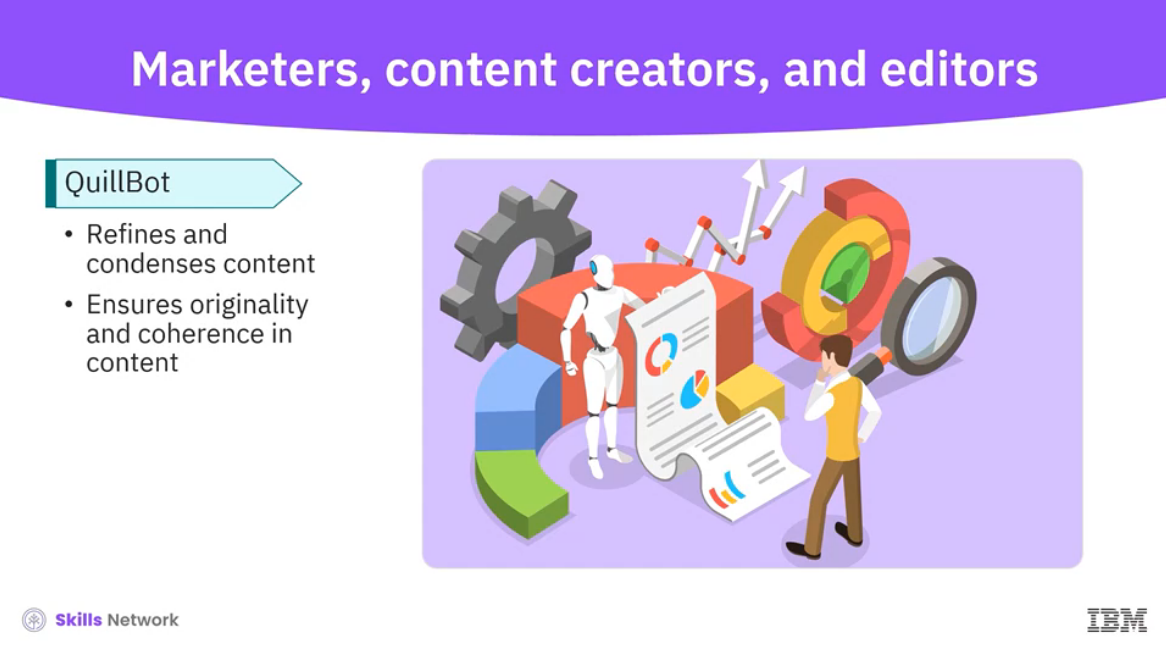 Marketers, content creators, and editors
QuillBot
• Refines and
condenses content
• Ensures originality
and coherence in
content
Skills Network
IBM